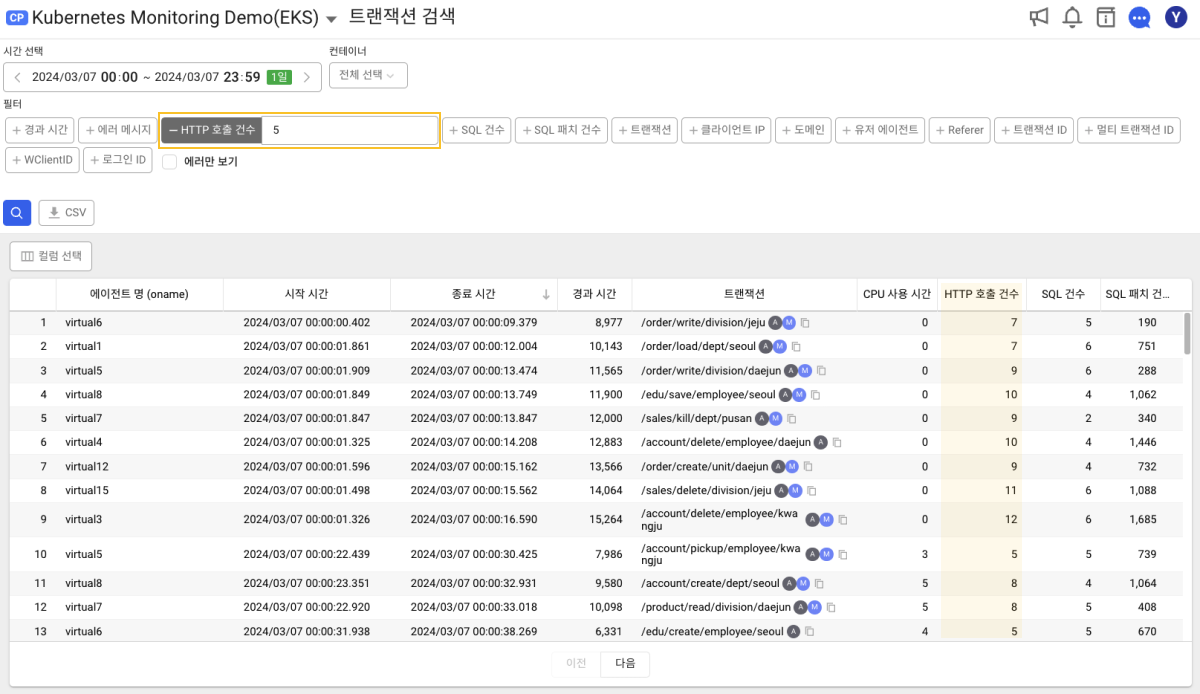 CP Kubernetes Monitoring Demo(EKS) 트랜잭션 검색
Y
시간 선택 컨테이너
2024/03/07 00:00 ~ 2024/03/07 23:59 1일 전체 선택
필터
+ 경과 시간 + 에러 메시지 − HTTP 호출 건수 5 + SQL 건수 + SQL 패치 건수 + 트랜잭션 + 클라이언트 IP + 도메인 + 유저 에이전트 + Referer + 트랜잭션 ID + 멀티 트랜잭션 ID
+ WClientID + 로그인 ID 에러만 보기
CSV
컬럼 선택
에이전트 명 (oname) 시작 시간 종료 시간 ↓ 경과 시간 트랜잭션 CPU 사용 시간 HTTP 호출 건수 SQL 건수 SQL 패치 건...
1 virtual6 2024/03/07 00:00:00.402 2024/03/07 00:00:09.379 8,977 /order/write/division/jeju A M 0 7 5 190
2 virtual1 2024/03/07 00:00:01.861 2024/03/07 00:00:12.004 10,143 /order/load/dept/seoul A M 0 7 6 751
3 virtual5 2024/03/07 00:00:01.909 2024/03/07 00:00:13.474 11,565 /order/write/division/daejun A M 0 9 6 288
4 virtual8 2024/03/07 00:00:01.849 2024/03/07 00:00:13.749 11,900 /edu/save/employee/seoul A M 0 10 4 1,062
5 virtual7 2024/03/07 00:00:01.847 2024/03/07 00:00:13.847 12,000 /sales/kill/dept/pusan A M 0 9 2 340
6 virtual4 2024/03/07 00:00:01.325 2024/03/07 00:00:14.208 12,883 /account/delete/employee/daejun A 0 10 4 1,446
7 virtual12 2024/03/07 00:00:01.596 2024/03/07 00:00:15.162 13,566 /order/create/unit/daejun A M 0 9 4 732
8 virtual15 2024/03/07 00:00:01.498 2024/03/07 00:00:15.562 14,064 /sales/delete/division/jeju A M 0 11 6 1,088
9 virtual3 2024/03/07 00:00:01.326 2024/03/07 00:00:16.590 15,264 /account/delete/employee/kwa A M 0 12 6 1,685
ngju
10 virtual5 2024/03/07 00:00:22.439 2024/03/07 00:00:30.425 7,986 /account/pickup/employee/kwa A M 3 5 5 739
ngju
11 virtual8 2024/03/07 00:00:23.351 2024/03/07 00:00:32.931 9,580 /account/create/dept/seoul A M 5 8 4 1,064
12 virtual7 2024/03/07 00:00:22.920 2024/03/07 00:00:33.018 10,098 /product/read/division/daejun A M 5 8 5 408
13 virtual6 2024/03/07 00:00:31.938 2024/03/07 00:00:38.269 6,331 /edu/create/employee/seoul A 4 5 5 670
이전 다음